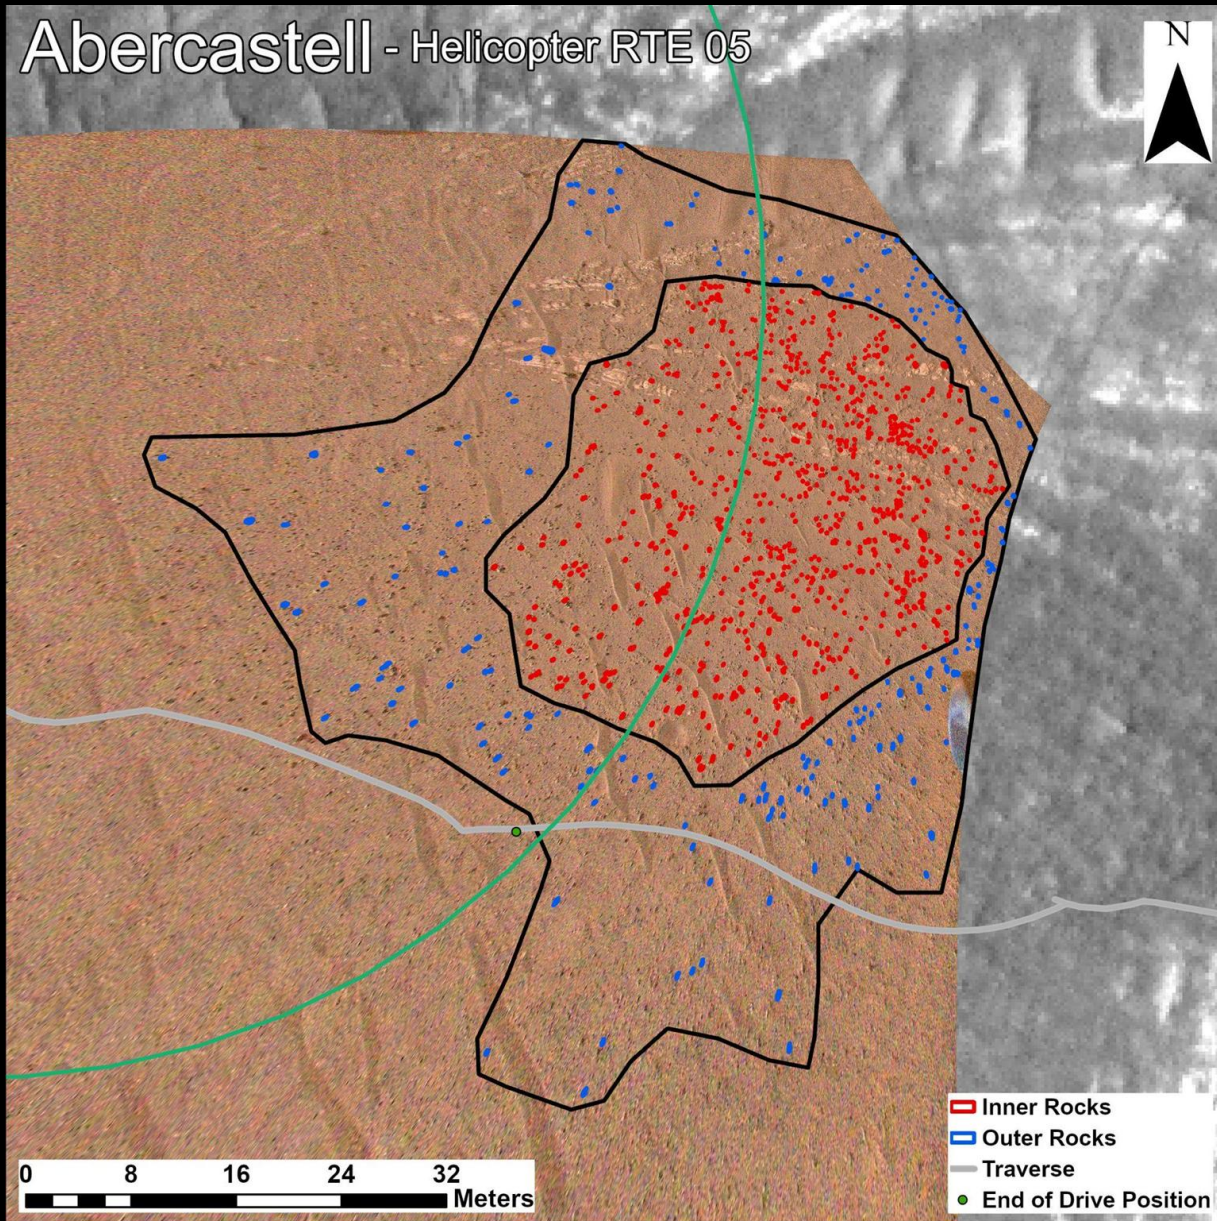 Abercastell - Helicopter RTE 05
N
Inner Rocks
Outer Rocks
Traverse
End of Drive Position
0 8 16 24 32
Meters